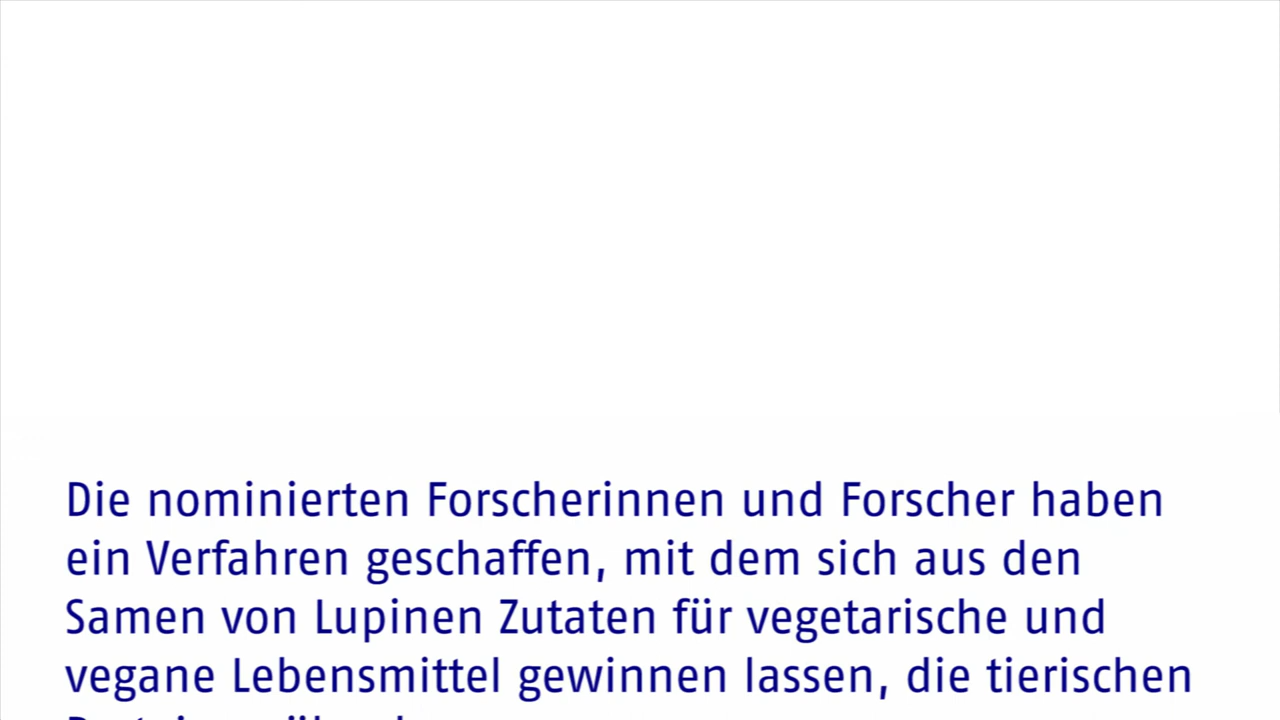 Die nominierten Forscherinnen und Forscher haben
ein Verfahren geschaffen, mit dem sich aus den
Samen von Lupinen Zutaten für vegetarische und
vegane Lebensmittel gewinnen lassen, die tierischen